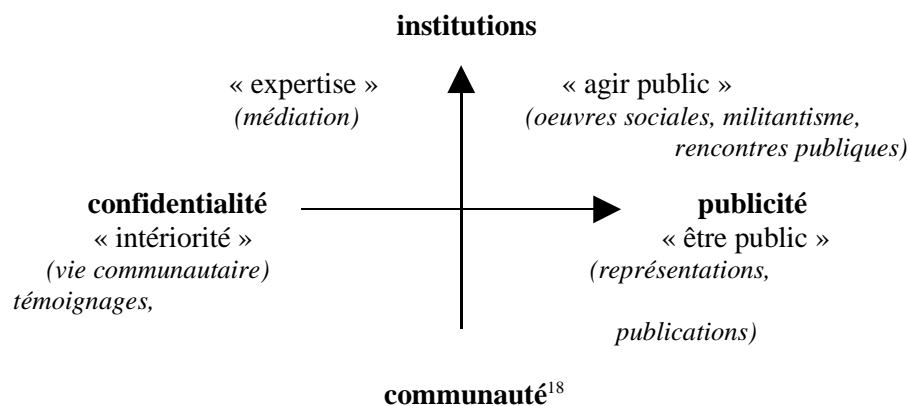 institutions
« expertise » « agir public »
(médiation) (oeuvres sociales, militantisme,
rencontres publiques)
confidentialité publicité
« intériorité » « être public »
(vie communautaire) (représentations,
témoignages,
publications)
communauté18